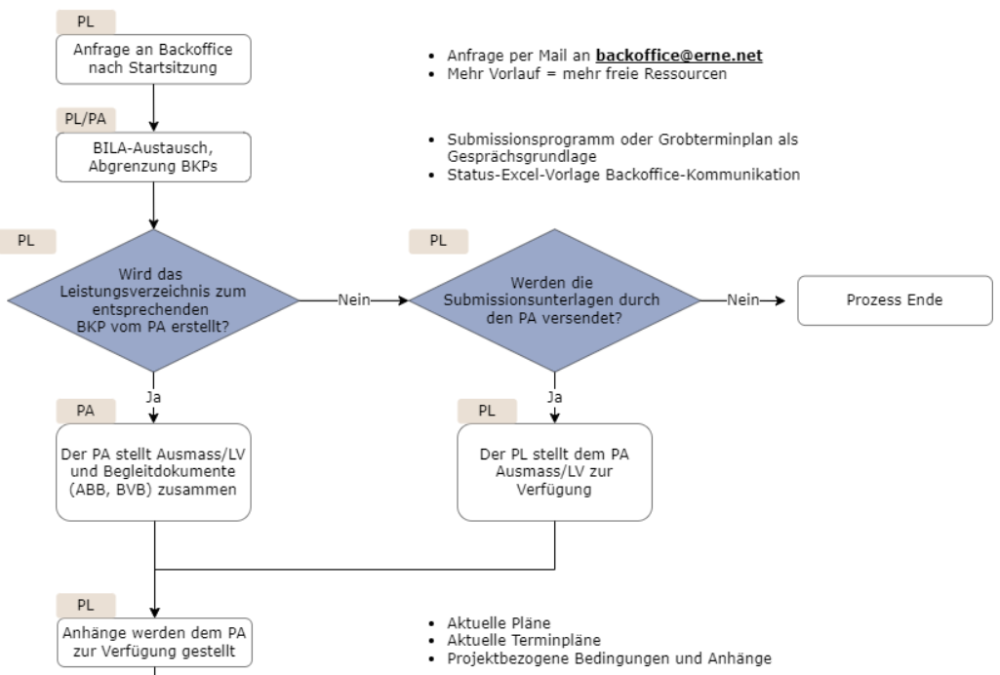 PL
Anfrage an Backoffice
nach Startsitzung
• Anfrage per Mail an backoffice@erne.net
• Mehr Vorlauf = mehr freie Ressourcen
PL/PA
BILA-Austausch,
Abgrenzung BKPs
• Submissionsprogramm oder Grobterminplan als
Gesprächsgrundlage
• Status-Excel-Vorlage Backoffice-Kommunikation
PL
Wird das
Leistungsverzeichnis zum
entsprechenden
BKP vom PA erstellt?
Nein
PL
Werden die
Submissionsunterlagen durch
den PA versendet?
Nein
Prozess Ende
Ja
PA
Der PA stellt Ausmass/LV
und Begleitdokumente
(ABB, BVB) zusammen
Ja
PL
Der PL stellt dem PA
Ausmass/LV zur
Verfügung
PL
Anhänge werden dem PA
zur Verfügung gestellt
• Aktuelle Pläne
• Aktuelle Terminpläne
• Projektbezogene Bedingungen und Anhänge